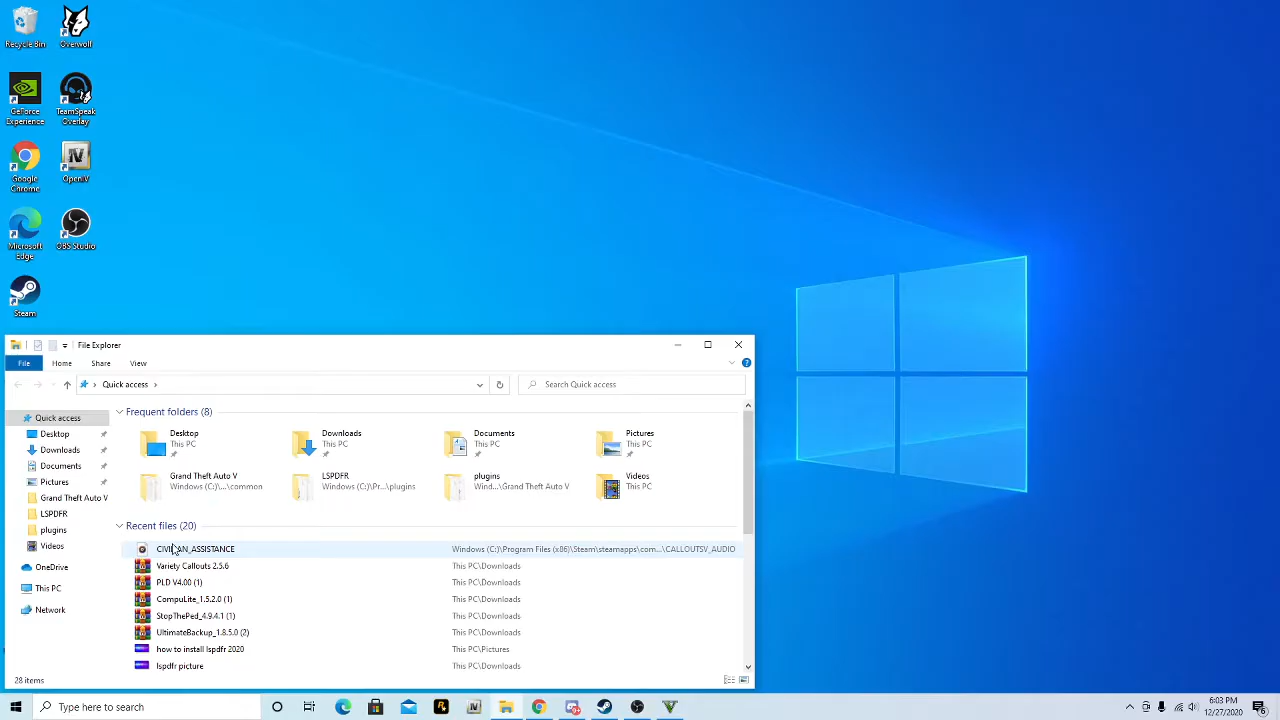 Recycle Bin
Overwolf
GeForce
Experience
TeamSpeak
Overlay
Google
Chrome
OpenIV
Microsoft
Edge
OBS Studio
Steam
File Explorer
File Home Share View
Quick access
Search Quick access
Quick access
Desktop
Downloads
Documents
Pictures
Grand Theft Auto V
LSPDFR
plugins
Videos
OneDrive
This PC
Network
Frequent folders (8)
Desktop
This PC
Downloads
This PC
Documents
This PC
Pictures
This PC
Grand Theft Auto V
Windows (C:)\...\common
LSPDFR
Windows (C:)\Pr...\plugins
plugins
Wind...\Grand Theft Auto V
Videos
This PC
Recent files (20)
CIVILIAN_ASSISTANCE Windows (C:)\Program Files (x86)\Steam\steamapps\com...\CALLOUTSV_AUDIO
Variety Callouts 2.5.6 This PC\Downloads
PLD V4.00 (1) This PC\Downloads
CompuLite_1.5.2.0 (1) This PC\Downloads
StopThePed_4.9.4.1 (1) This PC\Downloads
UltimateBackup_1.8.5.0 (2) This PC\Downloads
how to install lspdfr 2020 This PC\Pictures
lspdfr picture This PC\Downloads
28 items
Type here to search
6:03 PM
12/27/2020